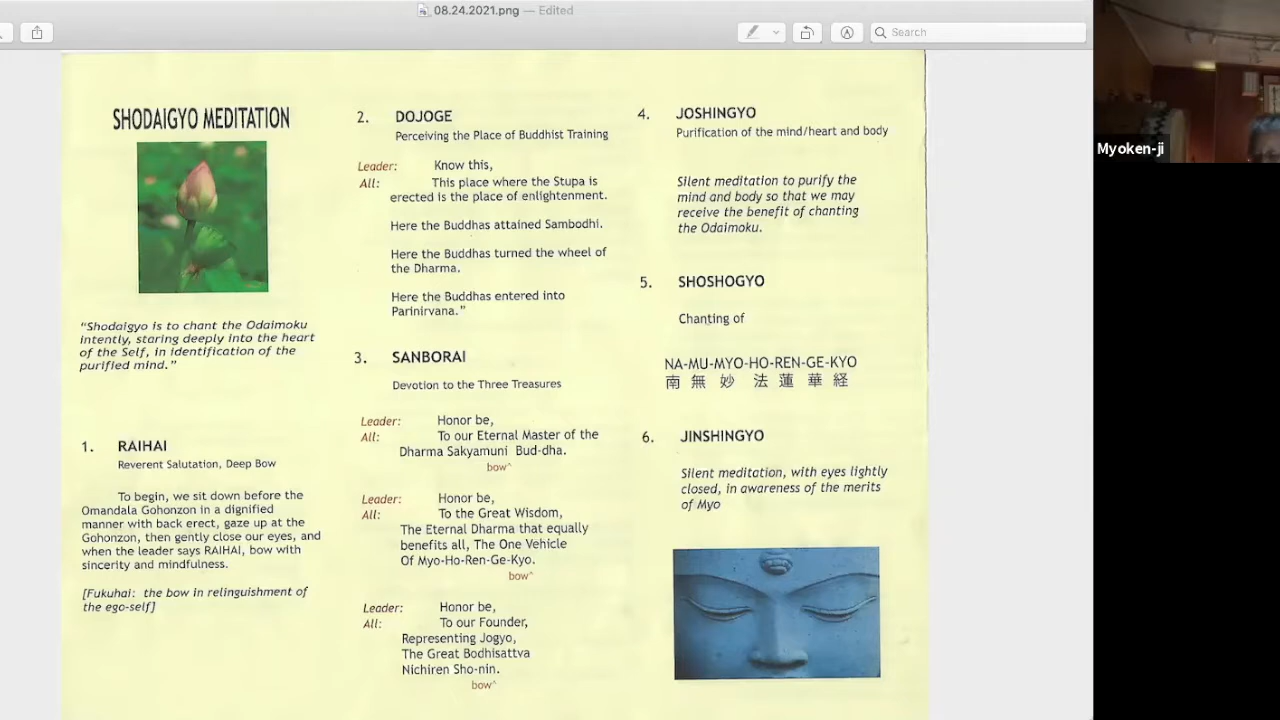 08.24.2021.png — Edited
Search
SHODAIGYO MEDITATION
"Shodaigyo is to chant the Odaimoku
intently, staring deeply into the heart
of the Self, in identification of the
purified mind."
1. RAIHAI
Reverent Salutation, Deep Bow
To begin, we sit down before the
Omandala Gohonzon in a dignified
manner with back erect, gaze up at the
Gohonzon, then gently close our eyes, and
when the leader says RAIHAI, bow with
sincerity and mindfulness.
[Fukuhai: the bow in relinguishment of
the ego-self]
2. DOJOGE
Perceiving the Place of Buddhist Training
Leader: Know this,
All: This place where the Stupa is
erected is the place of enlightenment.
Here the Buddhas attained Sambodhi.
Here the Buddhas turned the wheel of
the Dharma.
Here the Buddhas entered into
Parinirvana."
3. SANBORAI
Devotion to the Three Treasures
Leader: Honor be,
All: To our Eternal Master of the
Dharma Sakyamuni Bud-dha.
bow^
Leader: Honor be,
All: To the Great Wisdom,
The Eternal Dharma that equally
benefits all, The One Vehicle
Of Myo-Ho-Ren-Ge-Kyo.
bow^
Leader: Honor be,
All: To our Founder,
Representing Jogyo,
The Great Bodhisattva
Nichiren Sho-nin.
bow^
4. JOSHINGYO
Purification of the mind/heart and body
Silent meditation to purify the
mind and body so that we may
receive the benefit of chanting
the Odaimoku.
5. SHOSHOGYO
Chanting of
NA-MU-MYO-HO-REN-GE-KYO
南 無 妙 法 蓮 華 経
6. JINSHINGYO
Silent meditation, with eyes lightly
closed, in awareness of the merits
of Myo
Myoken-ji